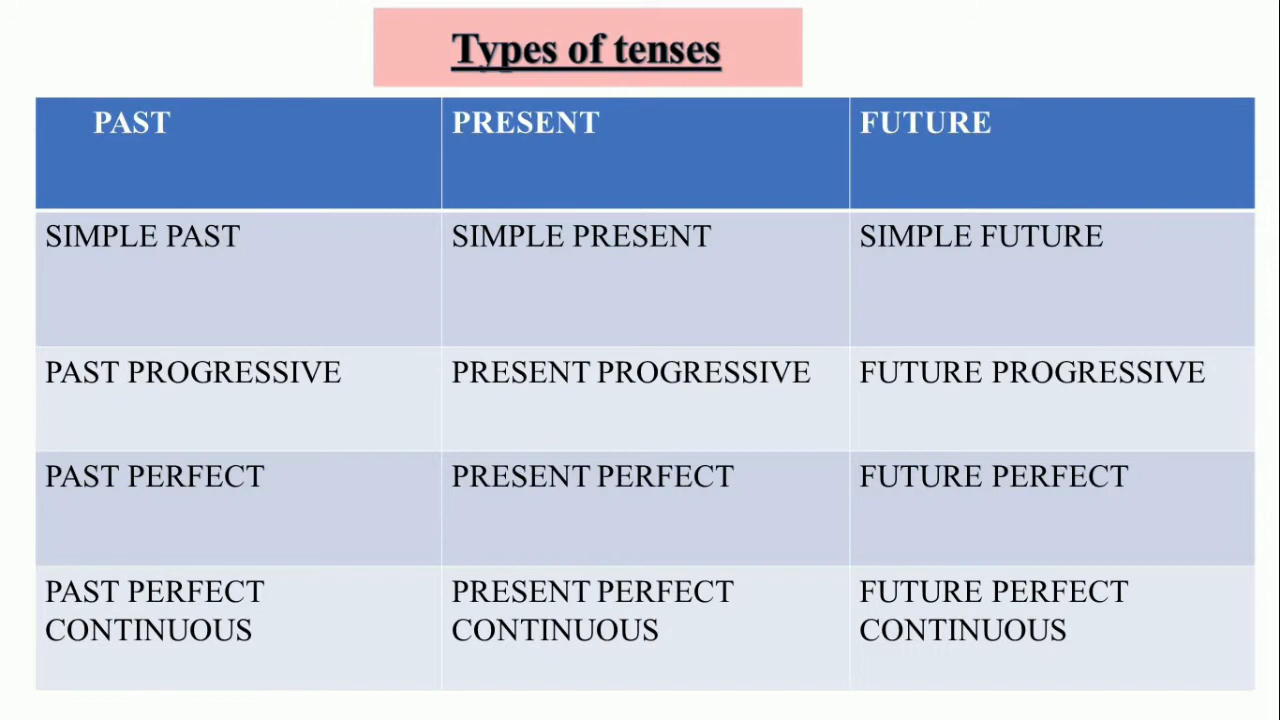 Types of tenses
PAST
PRESENT
FUTURE
SIMPLE PAST
SIMPLE PRESENT
SIMPLE FUTURE
PAST PROGRESSIVE
PRESENT PROGRESSIVE
FUTURE PROGRESSIVE
PAST PERFECT
PRESENT PERFECT
FUTURE PERFECT
PAST PERFECT
CONTINUOUS
PRESENT PERFECT
CONTINUOUS
FUTURE PERFECT
CONTINUOUS